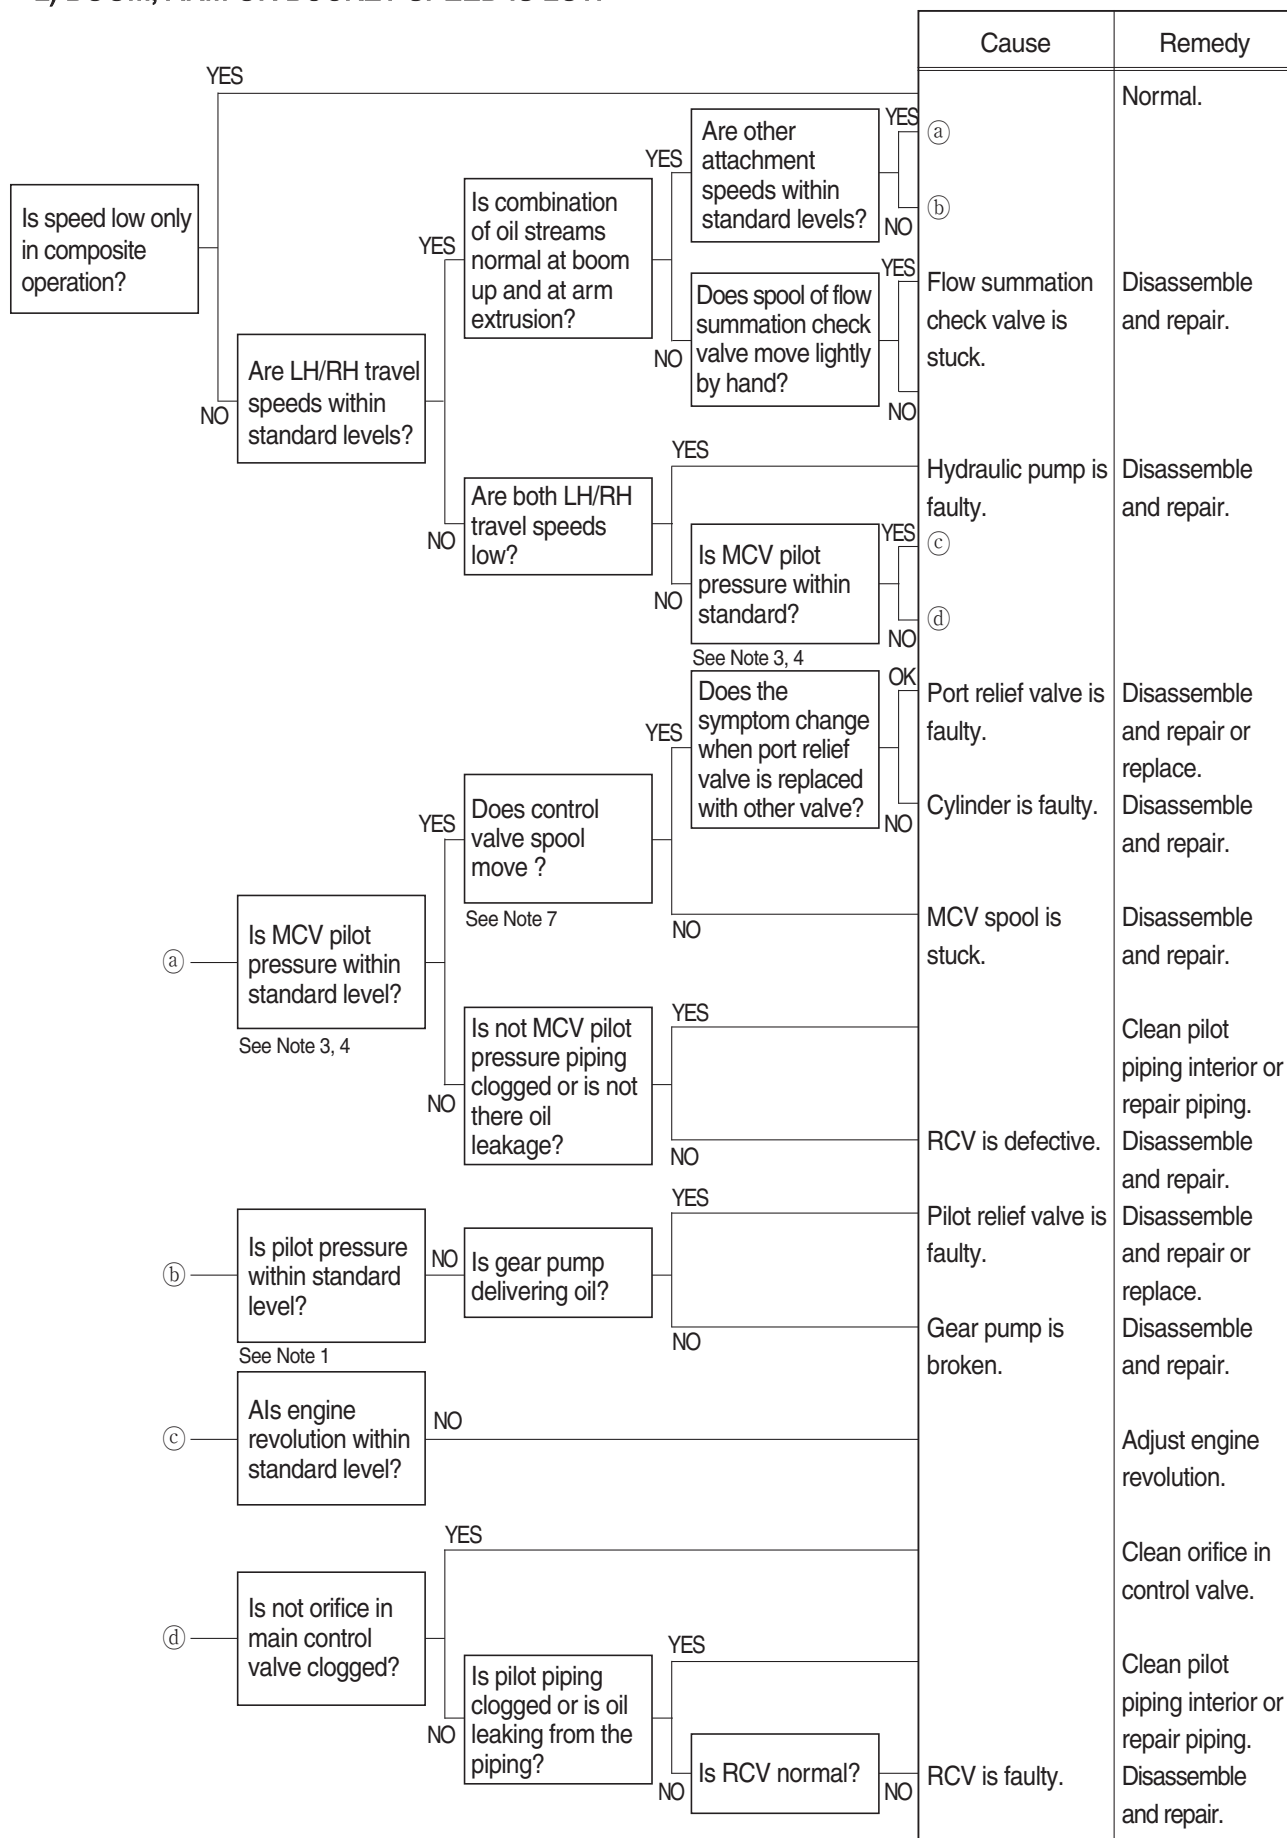 Cause
Remedy
YES
Normal.
Is speed low only
in composite
operation?
NO
Are LH/RH travel
speeds within
standard levels?
YES
Is combination
of oil streams
normal at boom
up and at arm
extrusion?
YES
Are other
attachment
speeds within
standard levels?
YES
ⓐ
NO
ⓑ
NO
Does spool of flow
summation check
valve move lightly
by hand?
YES
NO
Flow summation
check valve is
stuck.
Disassemble
and repair.
NO
Are both LH/RH
travel speeds
low?
YES
Hydraulic pump is
faulty.
Disassemble
and repair.
NO
Is MCV pilot
pressure within
standard?
See Note 3, 4
YES
ⓒ
NO
ⓓ
ⓐ
Is MCV pilot
pressure within
standard level?
See Note 3, 4
YES
Does control
valve spool
move ?
See Note 7
YES
Does the
symptom change
when port relief
valve is replaced
with other valve?
OK
Port relief valve is
faulty.
Disassemble
and repair or
replace.
NO
Cylinder is faulty.
Disassemble
and repair.
NO
MCV spool is
stuck.
Disassemble
and repair.
NO
Is not MCV pilot
pressure piping
clogged or is not
there oil
leakage?
YES
Clean pilot
piping interior or
repair piping.
NO
RCV is defective.
Disassemble
and repair.
ⓑ
Is pilot pressure
within standard
level?
See Note 1
NO
Is gear pump
delivering oil?
YES
Pilot relief valve is
faulty.
Disassemble
and repair or
replace.
NO
Gear pump is
broken.
Disassemble
and repair.
ⓒ
AIs engine
revolution within
standard level?
NO
Adjust engine
revolution.
ⓓ
Is not orifice in
main control
valve clogged?
YES
Clean orifice in
control valve.
NO
Is pilot piping
clogged or is oil
leaking from the
piping?
YES
Clean pilot
piping interior or
repair piping.
NO
Is RCV normal?
NO
RCV is faulty.
Disassemble
and repair.